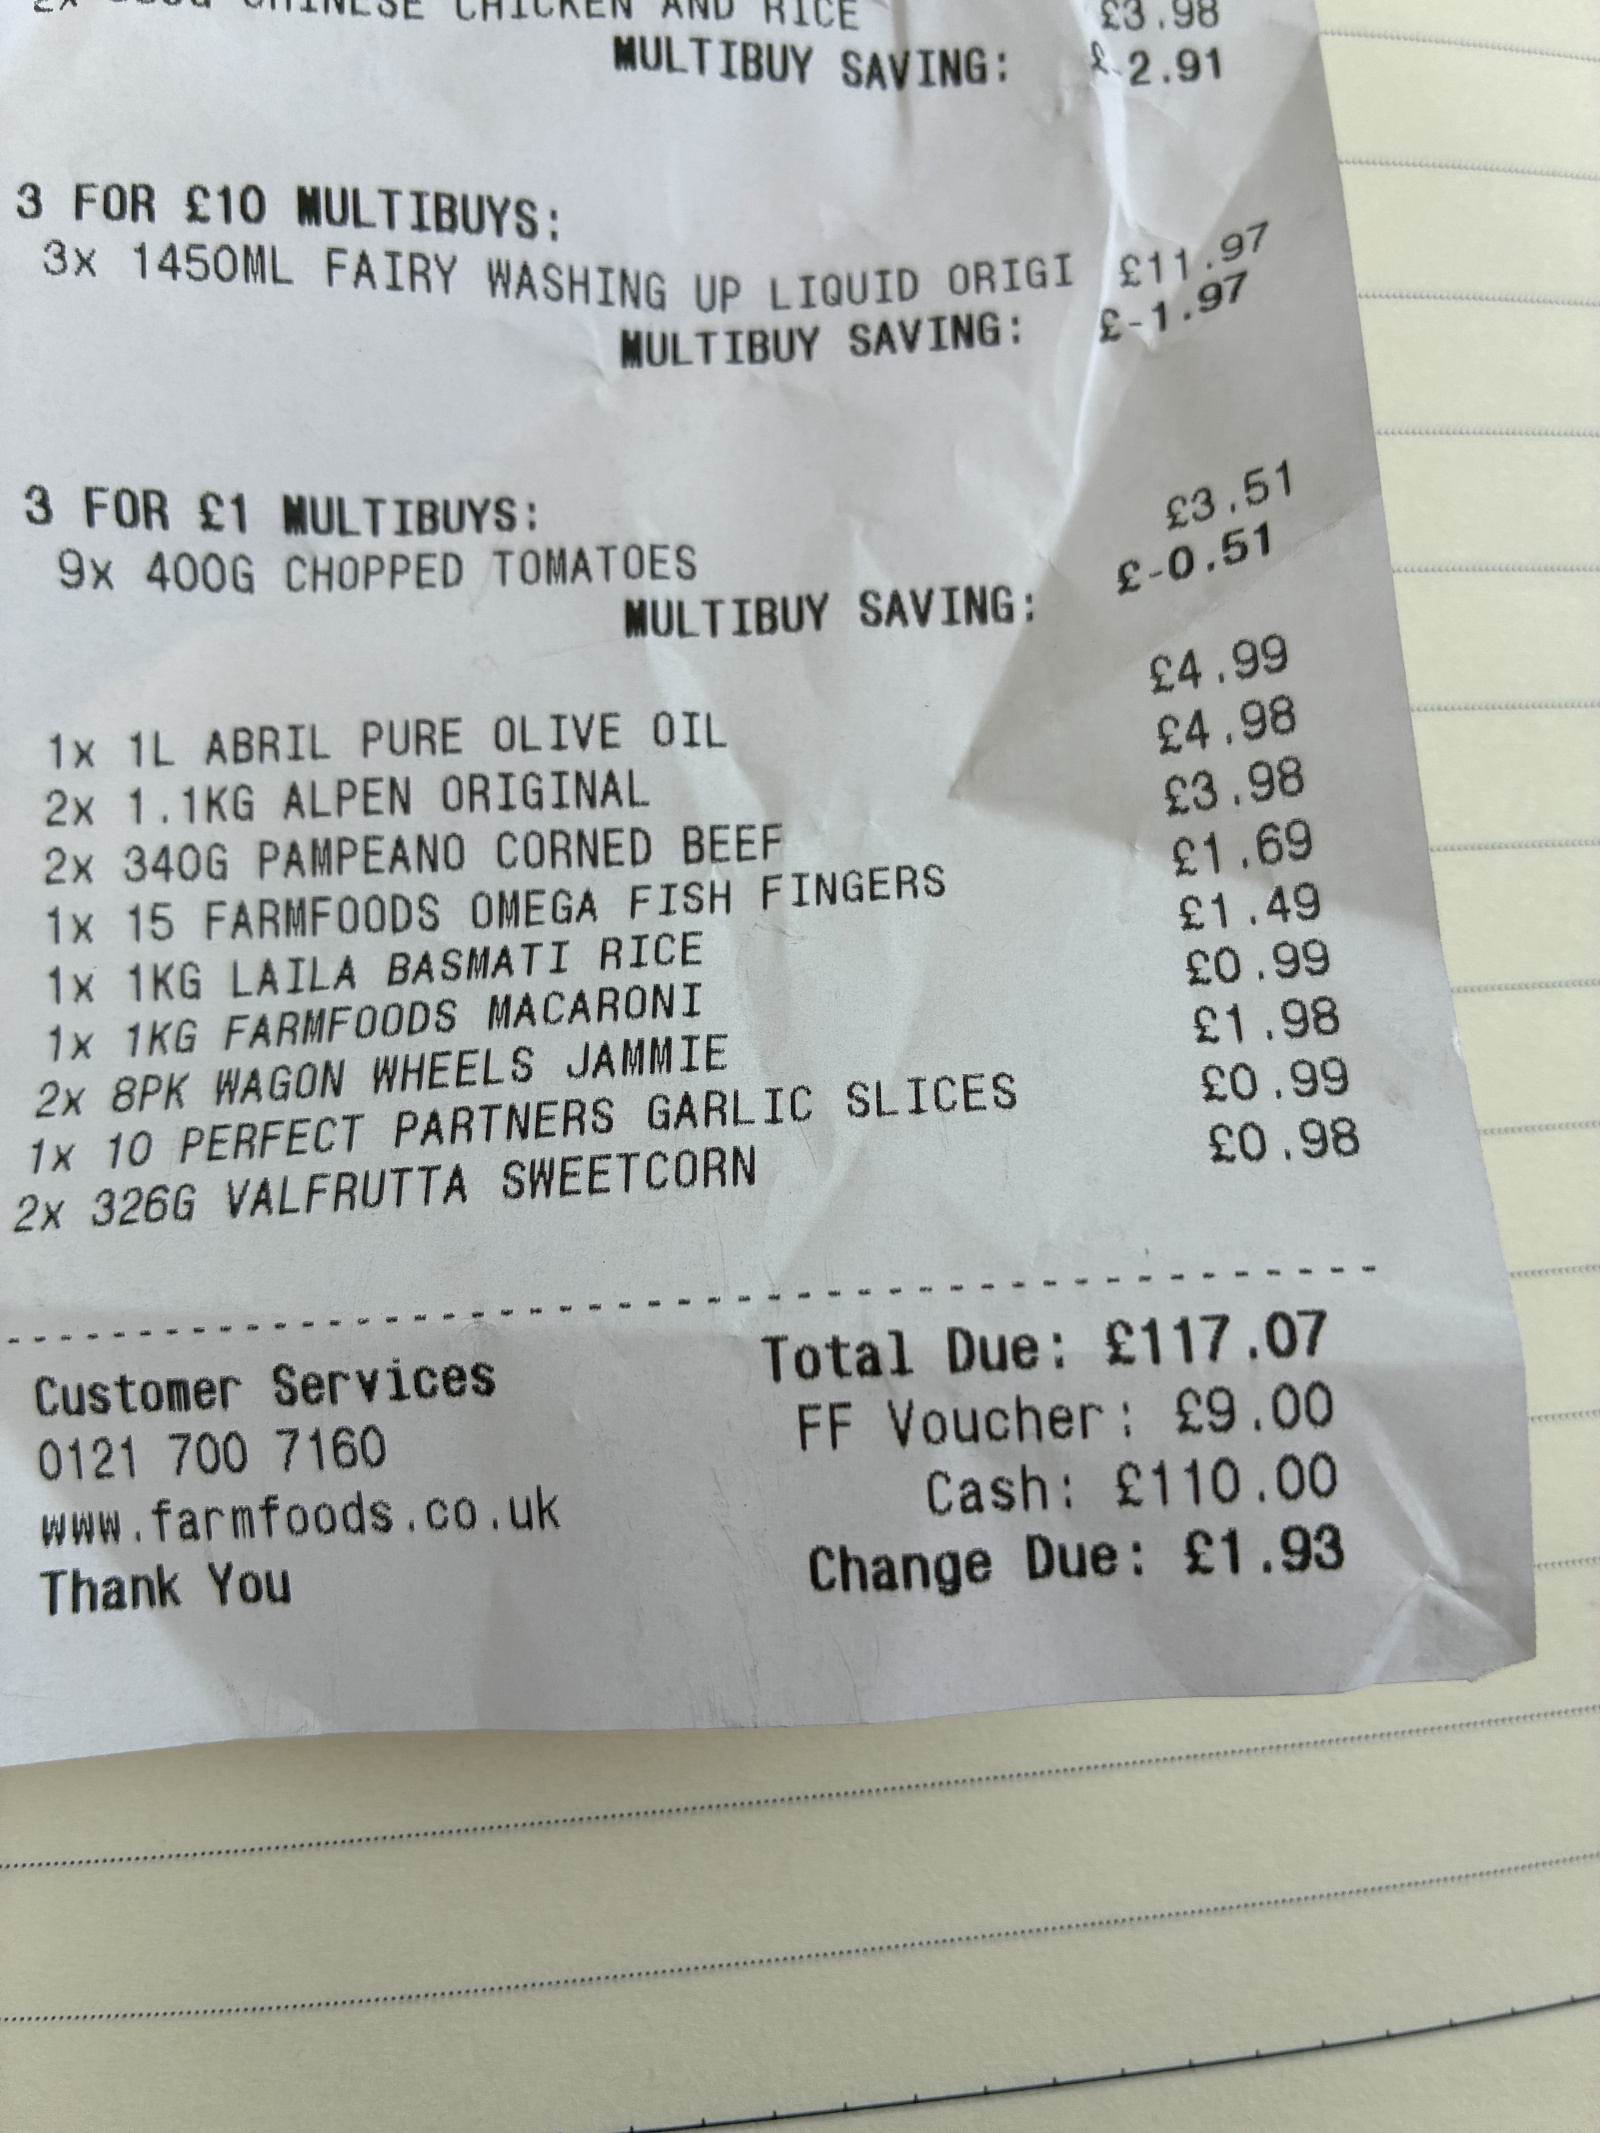 CHINESE CHICKEN AND RICE £3.98
MULTIBUY SAVING: £-2.91
3 FOR £10 MULTIBUYS:
3x 1450ML FAIRY WASHING UP LIQUID ORIGI £11.97
MULTIBUY SAVING: £-1.97
3 FOR £1 MULTIBUYS:
9x 400G CHOPPED TOMATOES £3.51
MULTIBUY SAVING: £-0.51
1x 1L ABRIL PURE OLIVE OIL £4.99
2x 1.1KG ALPEN ORIGINAL £4.98
2x 340G PAMPEANO CORNED BEEF £3.98
1x 15 FARMFOODS OMEGA FISH FINGERS £1.69
1x 1KG LAILA BASMATI RICE £1.49
1x 1KG FARMFOODS MACARONI £0.99
2x 8PK WAGON WHEELS JAMMIE £1.98
1x 10 PERFECT PARTNERS GARLIC SLICES £0.99
2x 326G VALFRUTTA SWEETCORN £0.98
Total Due: £117.07
Customer Services FF Voucher: £9.00
0121 700 7160 Cash: £110.00
www.farmfoods.co.uk Change Due: £1.93
Thank You